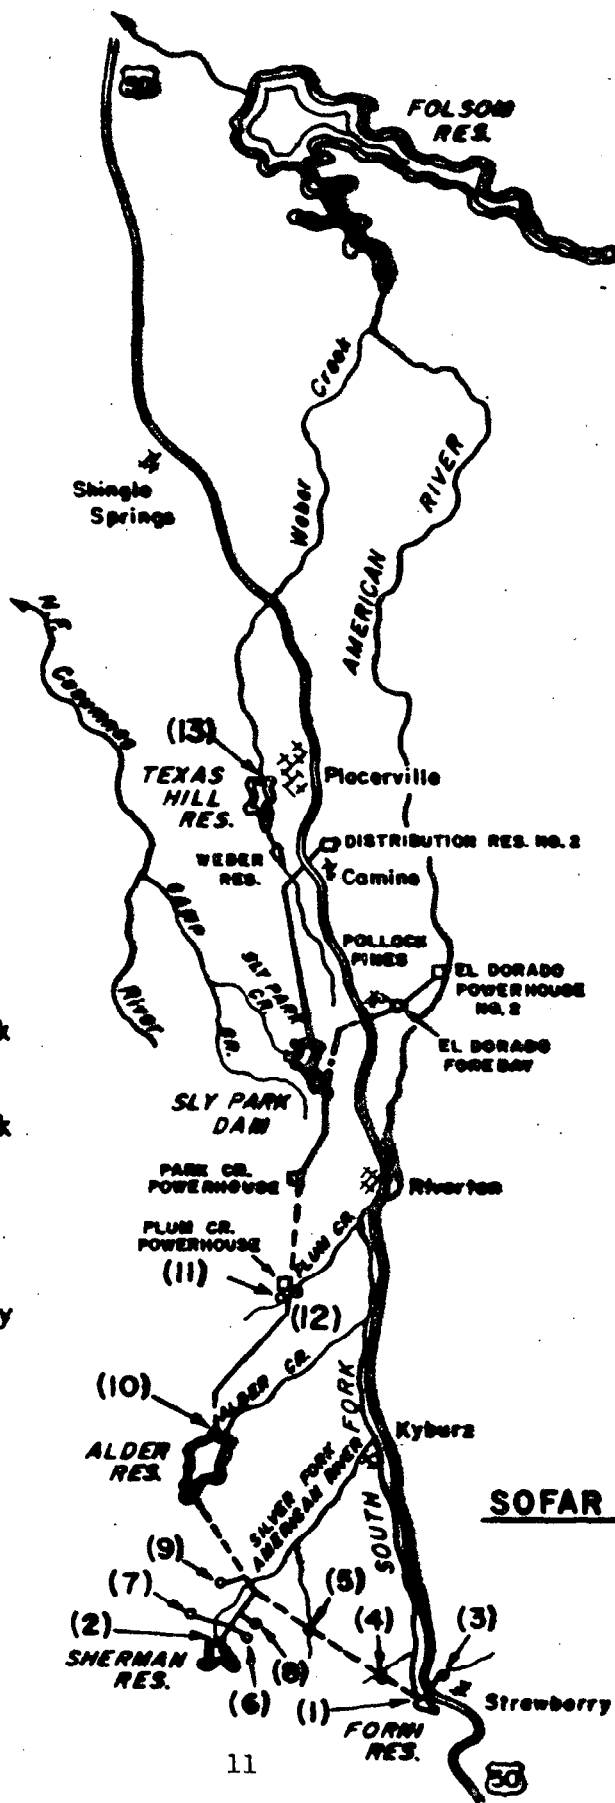 50
FOLSOM
RES.
Weber Creek
AMERICAN RIVER
Shingle
Springs
N.F.
Cosumnes
River
(13)
TEXAS
HILL
RES.
Placerville
DISTRIBUTION RES. NO. 2
WEBER
RES.
Camino
CAMP
CR.
SLY PARK
CR.
POLLOCK
PINES
EL DORADO
POWERHOUSE
NO. 2
EL DORADO
FOREBAY
k
SLY PARK
DAM
k
PARK CR.
POWERHOUSE
Riverton
PLUM CR.
POWERHOUSE
PLUM CR.
(11)
(12)
y
(10)
ALDER CR.
ALDER
RES.
SOUTH FORK
Kyburz
SILVER FORK
AMERICAN RIVER
SOFAR
(9)
(7)
(5)
(2)
(4)
(3)
SHERMAN
RES.
(8)
(6)
(1)
Strawberry
FORNI
RES.
11
50